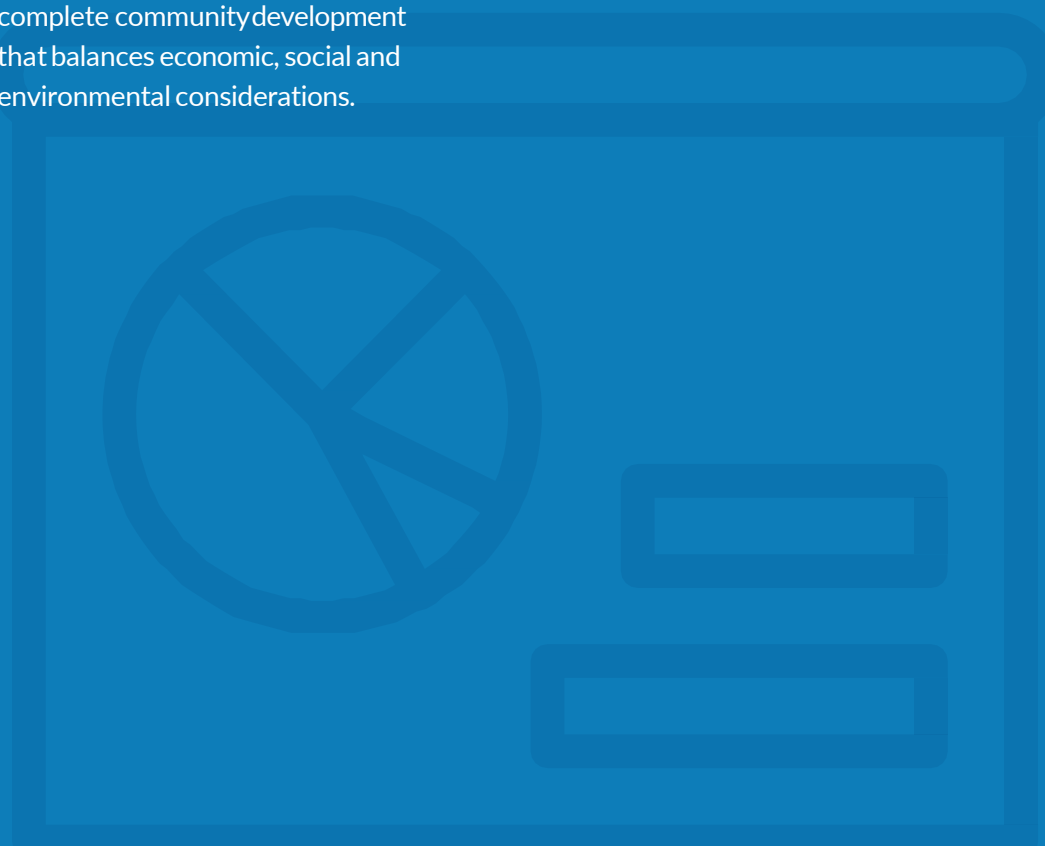 complete community development
that balances economic, social and
environmental considerations.